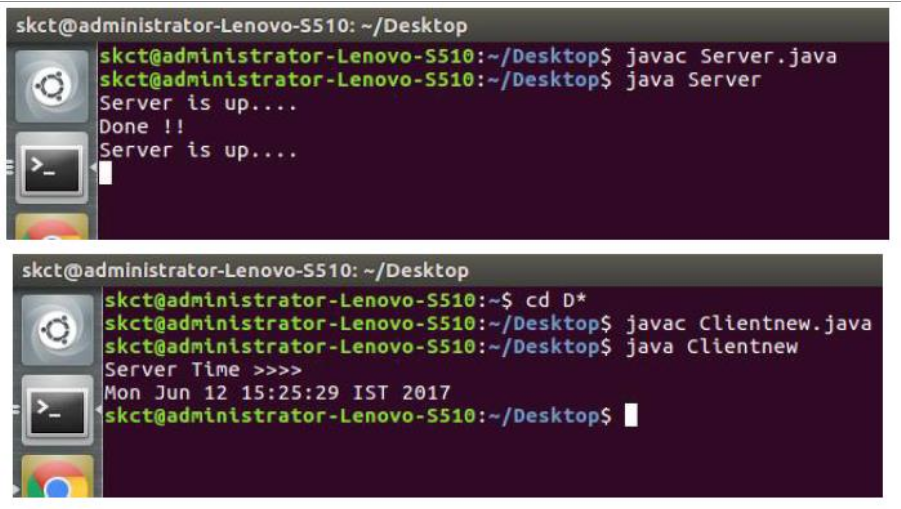 skct@administrator-Lenovo-S510: ~/Desktop
skct@administrator-Lenovo-S510:~/Desktop$ javac Server.java
skct@administrator-Lenovo-S510:~/Desktop$ java Server
Server is up....
Done !!
Server is up....
skct@administrator-Lenovo-S510: ~/Desktop
skct@administrator-Lenovo-S510:~$ cd D*
skct@administrator-Lenovo-S510:~/Desktop$ javac Clientnew.java
skct@administrator-Lenovo-S510:~/Desktop$ java Clientnew
Server Time >>>>
Mon Jun 12 15:25:29 IST 2017
skct@administrator-Lenovo-S510:~/Desktop$